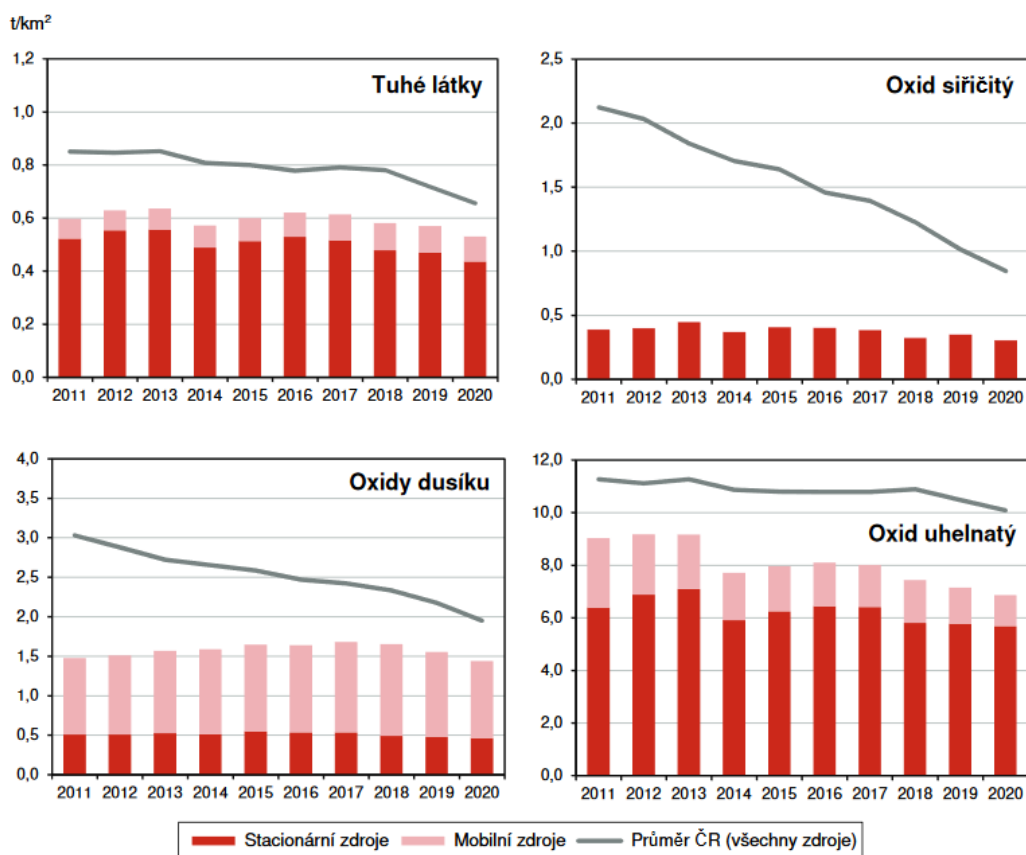 t/km²
Tuhé látky
1,2
1,0
0,8
0,6
0,4
0,2
0,0
2011 2012 2013 2014 2015 2016 2017 2018 2019 2020
Oxid siřičitý
2,5
2,0
1,5
1,0
0,5
0,0
2011 2012 2013 2014 2015 2016 2017 2018 2019 2020
Oxidy dusíku
4,0
3,5
3,0
2,5
2,0
1,5
1,0
0,5
0,0
2011 2012 2013 2014 2015 2016 2017 2018 2019 2020
Oxid uhelnatý
12,0
10,0
8,0
6,0
4,0
2,0
0,0
2011 2012 2013 2014 2015 2016 2017 2018 2019 2020
Stacionární zdroje Mobilní zdroje Průměr ČR (všechny zdroje)